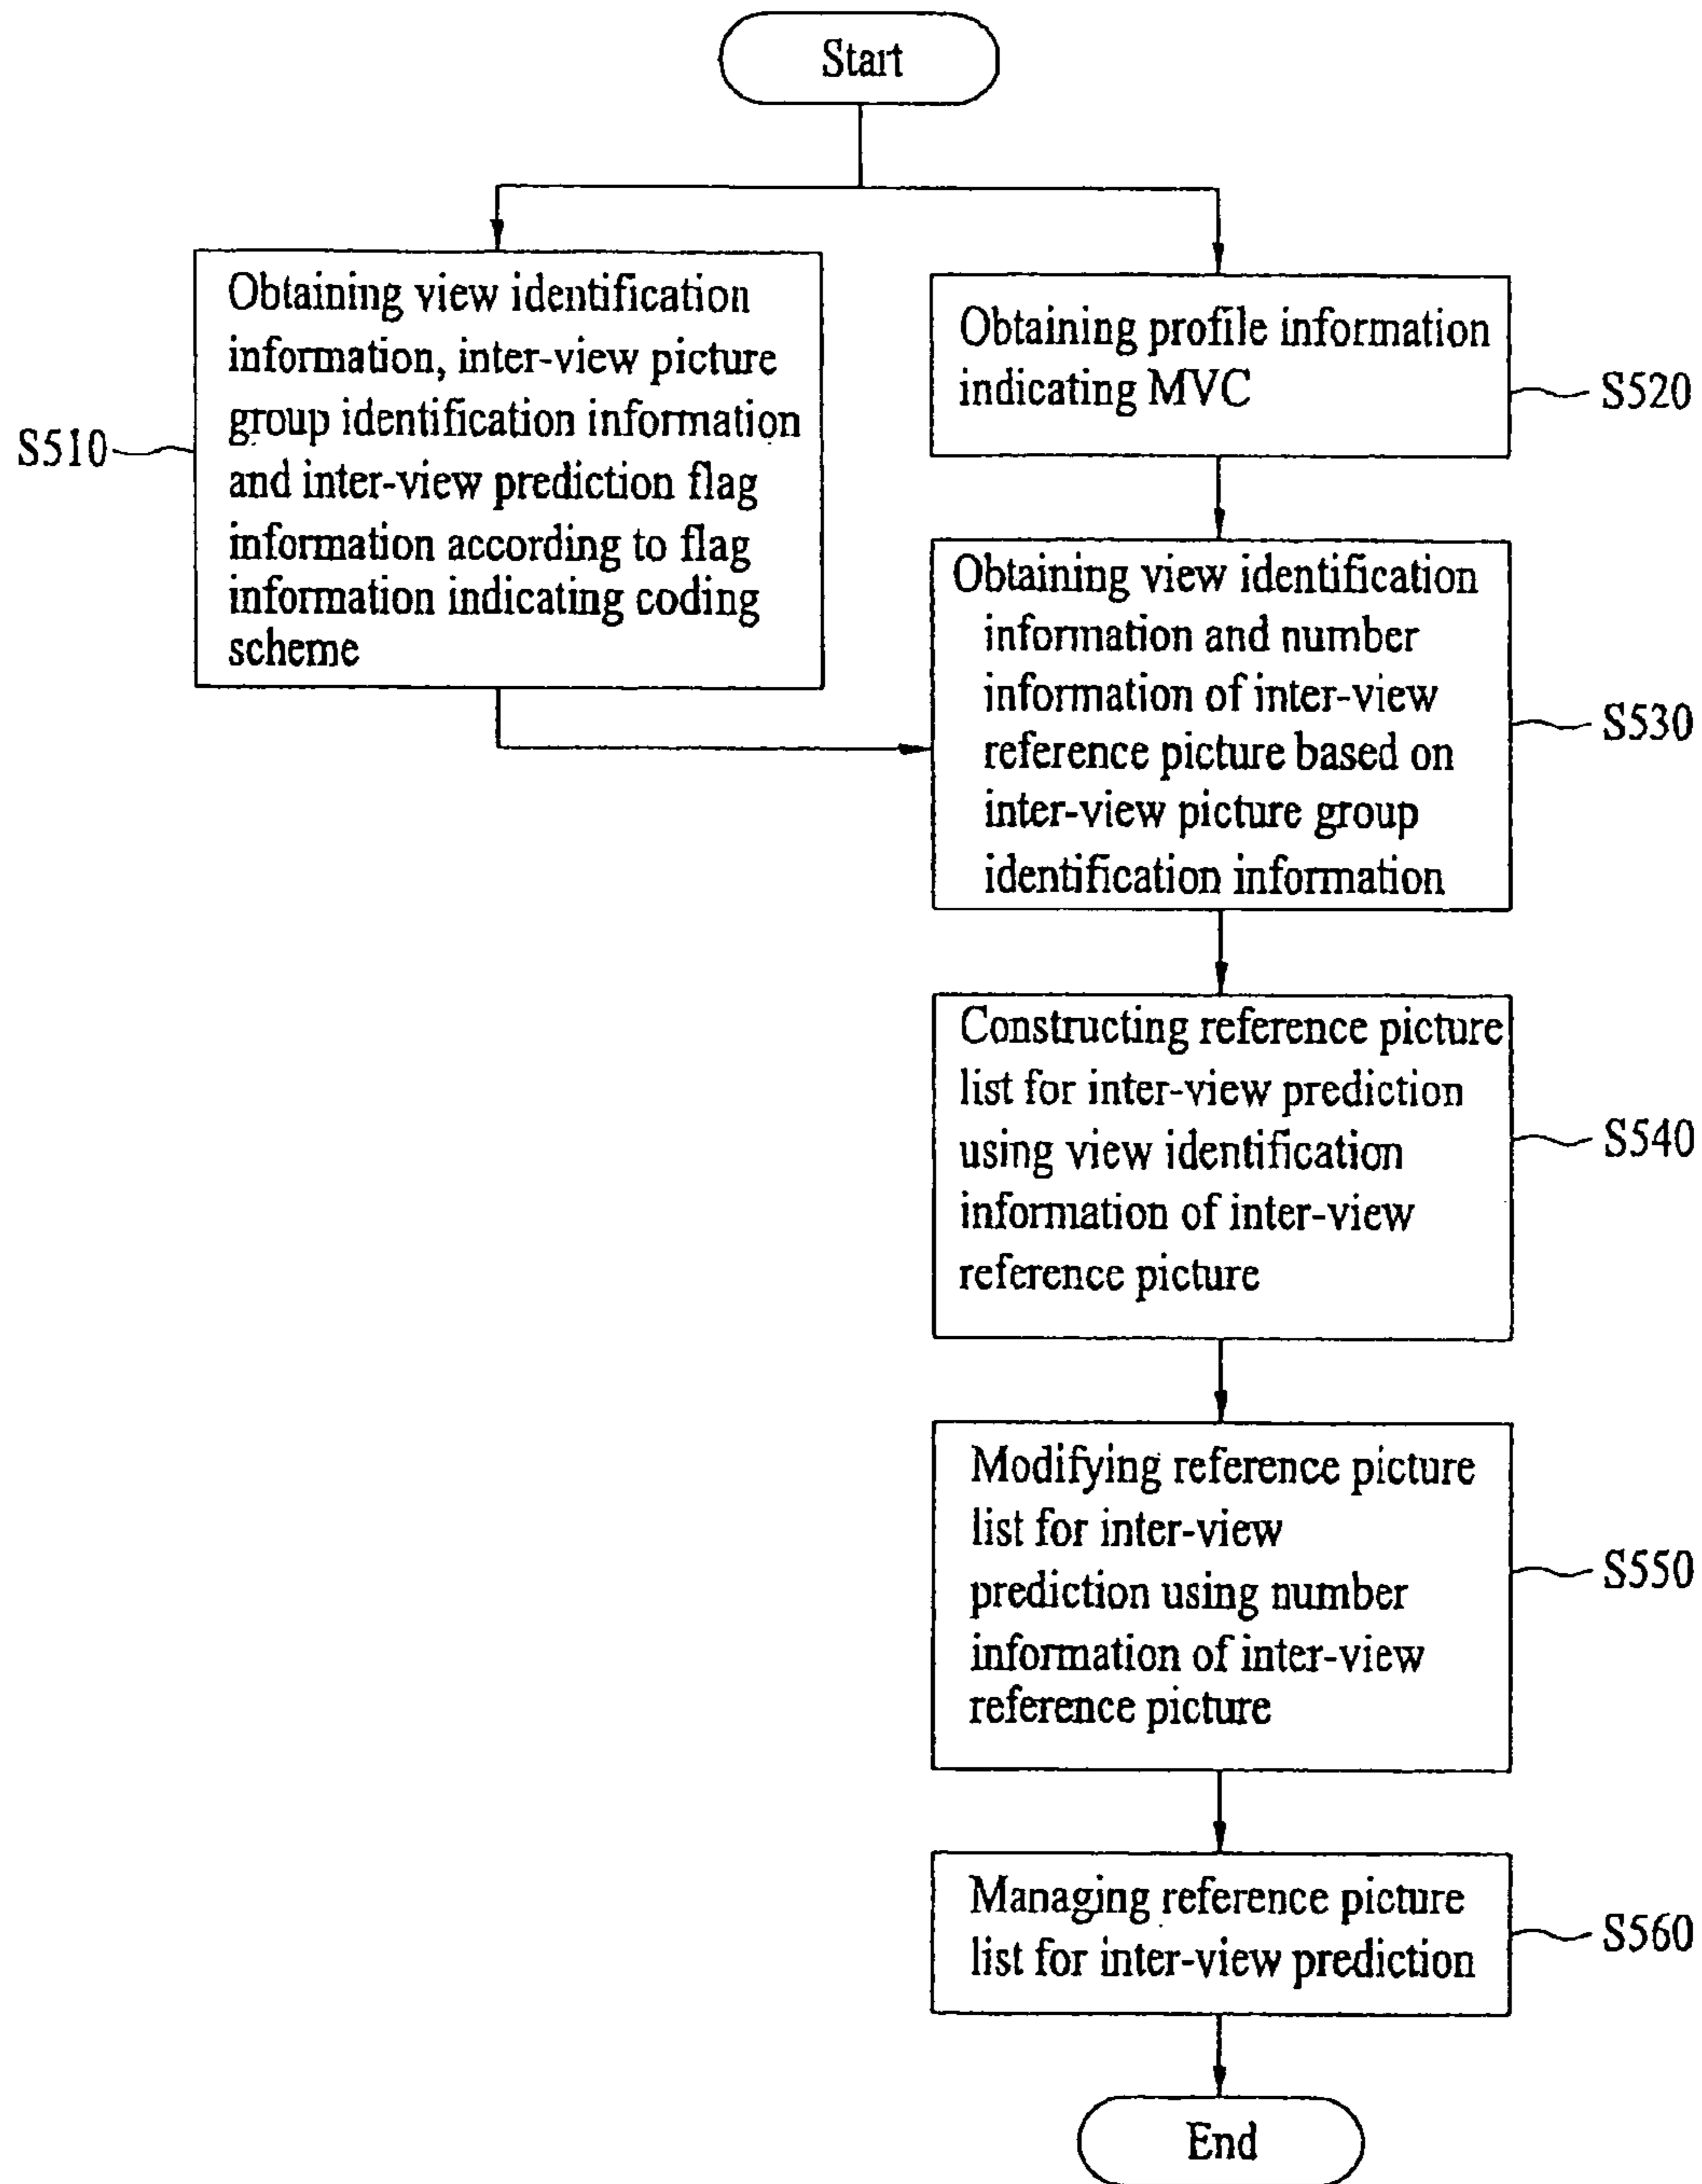 Start
Obtaining view identification
information, inter-view picture
group identification information
and inter-view prediction flag
information according to flag
information indicating coding
scheme
S510
Obtaining profile information
indicating MVC
S520
Obtaining view identification
information and number
information of inter-view
reference picture based on
inter-view picture group
identification information
S530
Constructing reference picture
list for inter-view prediction
using view identification
information of inter-view
reference picture
S540
Modifying reference picture
list for inter-view
prediction using number
information of inter-view
reference picture
S550
Managing reference picture
list for inter-view prediction
S560
End